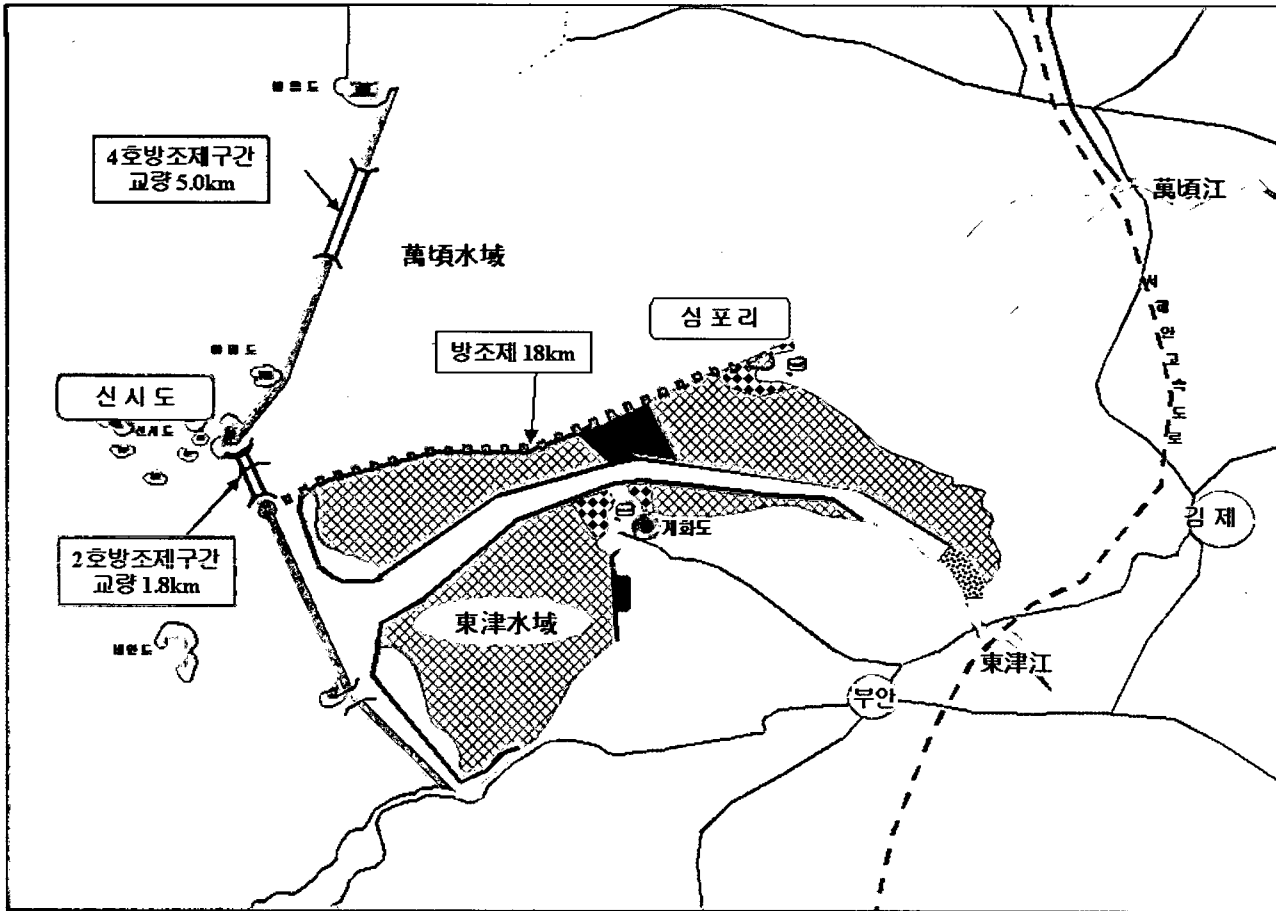 4호방조제구간
교량 5.0km
萬頃江
萬頃水域
심 포 리
방조제 18km
신 시 도
신시도
서해안고속도로
김 제
계화도
2호방조제구간
교량 1.8km
東津水域
東津江
부안